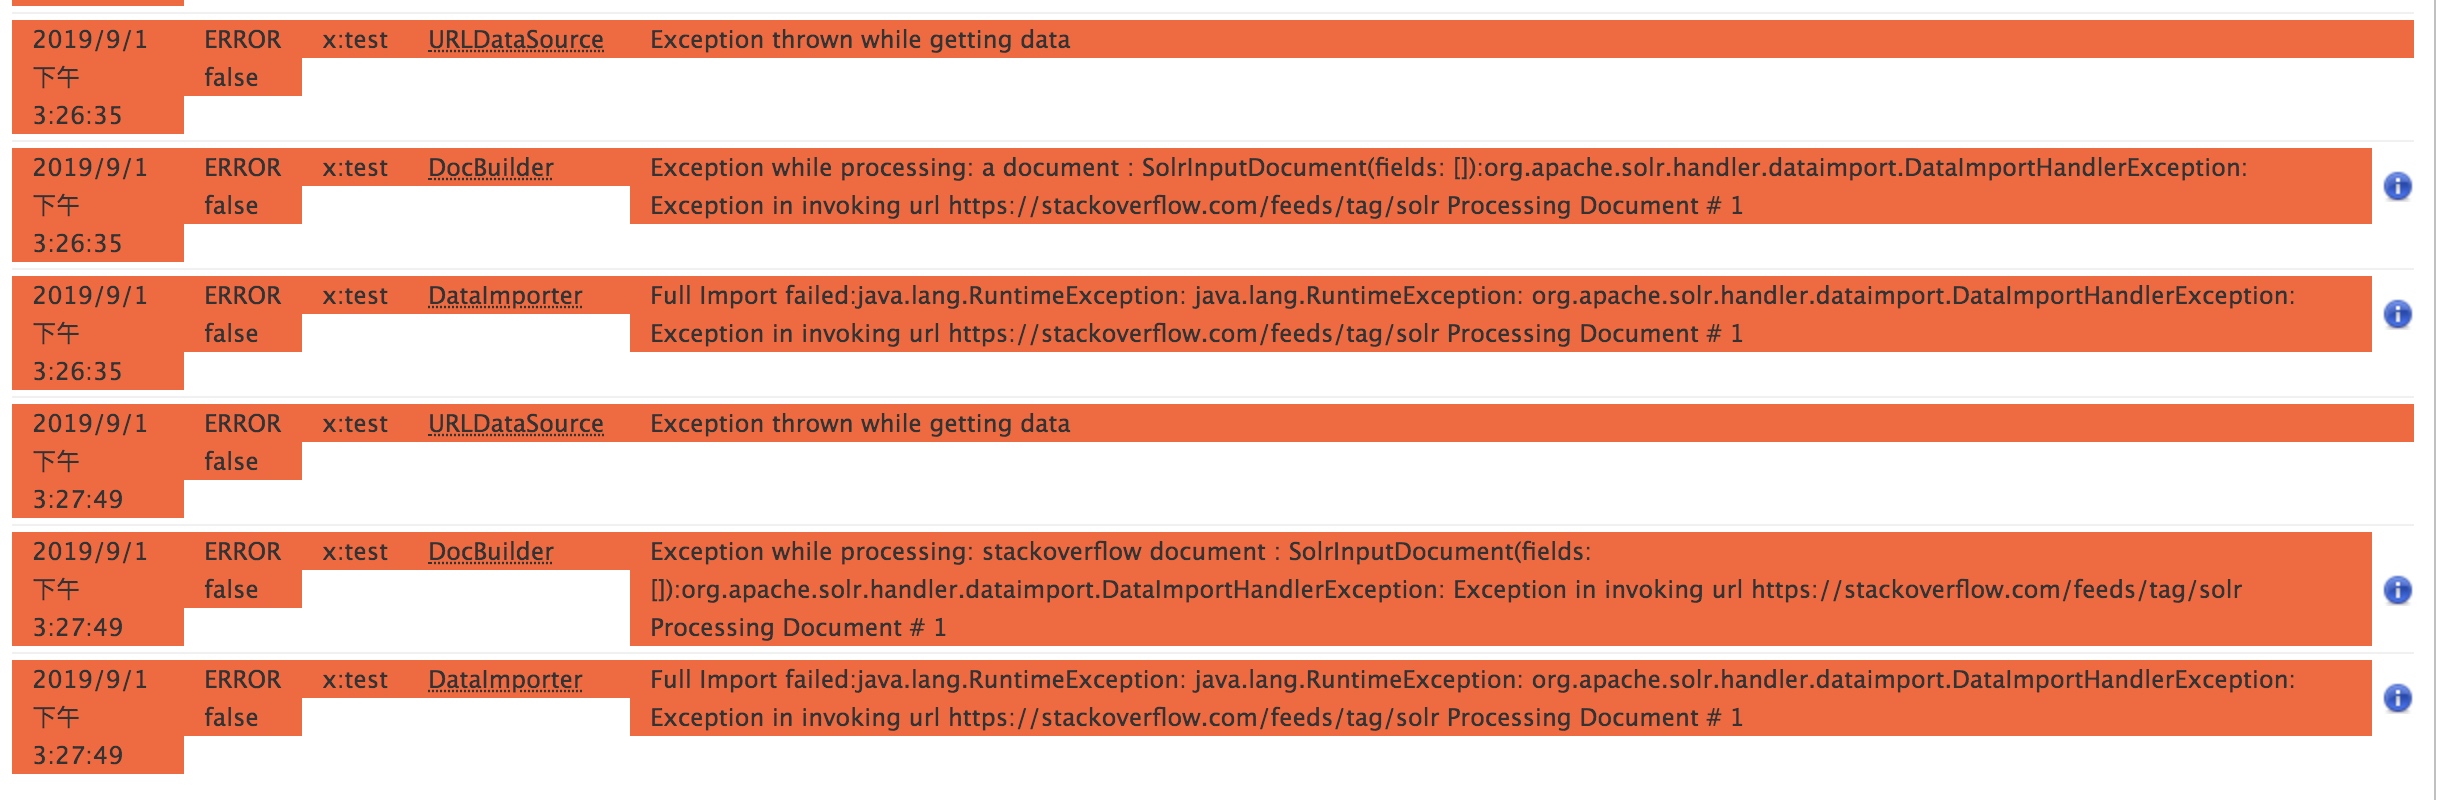 2019/9/1 ERROR x:test URLDataSource Exception thrown while getting data
下午 false
3:26:35
2019/9/1 ERROR x:test DocBuilder Exception while processing: a document : SolrInputDocument(fields: []):org.apache.solr.handler.dataimport.DataImportHandlerException:
下午 false Exception in invoking url https://stackoverflow.com/feeds/tag/solr Processing Document # 1
3:26:35
2019/9/1 ERROR x:test DataImporter Full Import failed:java.lang.RuntimeException: java.lang.RuntimeException: org.apache.solr.handler.dataimport.DataImportHandlerException:
下午 false Exception in invoking url https://stackoverflow.com/feeds/tag/solr Processing Document # 1
3:26:35
2019/9/1 ERROR x:test URLDataSource Exception thrown while getting data
下午 false
3:27:49
2019/9/1 ERROR x:test DocBuilder Exception while processing: stackoverflow document : SolrInputDocument(fields:
下午 false []):org.apache.solr.handler.dataimport.DataImportHandlerException: Exception in invoking url https://stackoverflow.com/feeds/tag/solr
3:27:49 Processing Document # 1
2019/9/1 ERROR x:test DataImporter Full Import failed:java.lang.RuntimeException: java.lang.RuntimeException: org.apache.solr.handler.dataimport.DataImportHandlerException:
下午 false Exception in invoking url https://stackoverflow.com/feeds/tag/solr Processing Document # 1
3:27:49